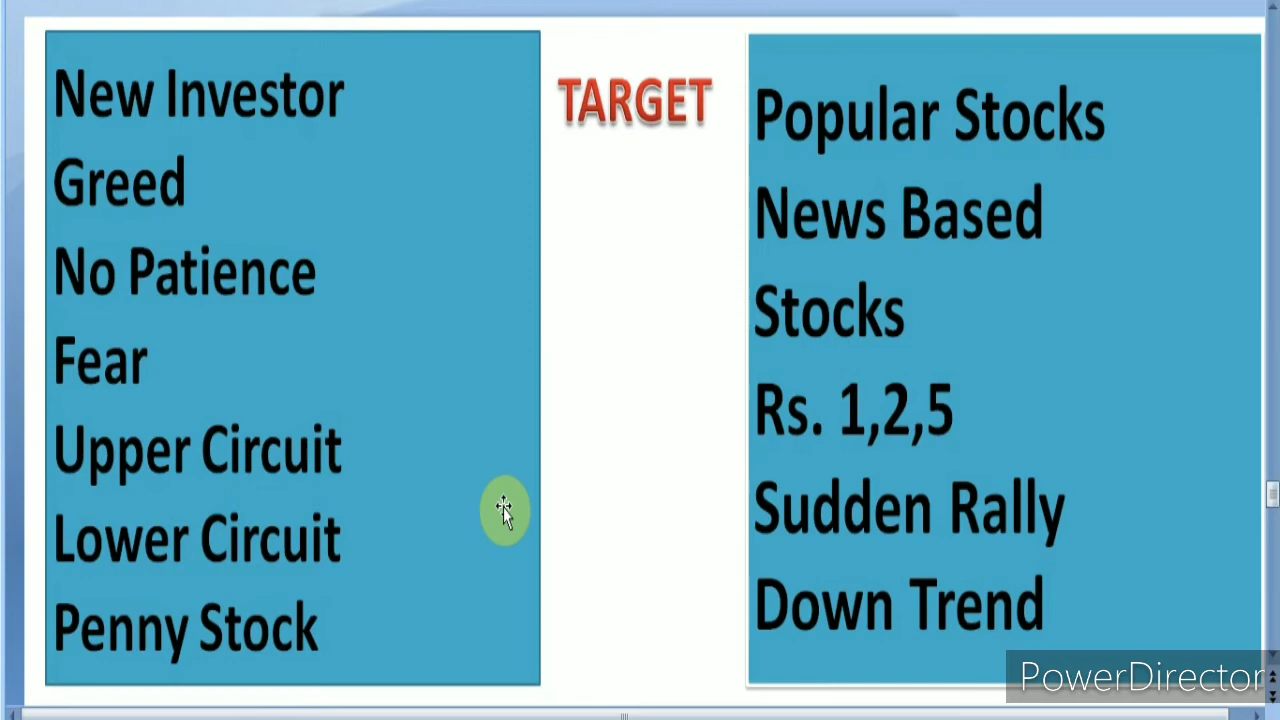 New Investor
Greed
No Patience
Fear
Upper Circuit
Lower Circuit
Penny Stock
TARGET
Popular Stocks
News Based
Stocks
Rs. 1,2,5
Sudden Rally
Down Trend
PowerDirector